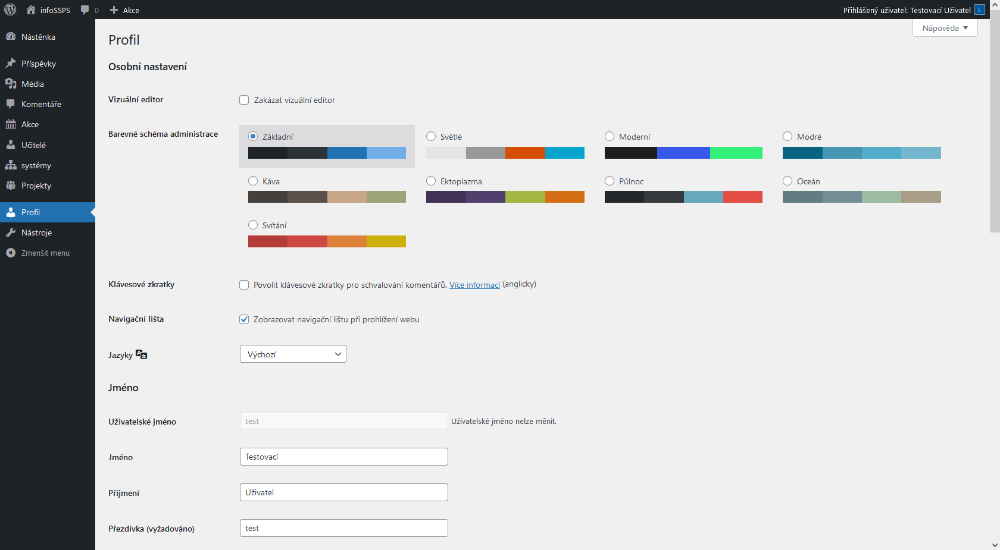 infoSSPS 0 Akce Přihlášený uživatel: Testovací Uživatel L
Nápověda
Nástěnka
Příspěvky
Média
Komentáře
Akce
Učitelé
systémy
Projekty
Profil
Nástroje
Zmenšit menu
Profil
Osobní nastavení
Vizuální editor Zakázat vizuální editor
Barevné schéma administrace
Základní Světlé Moderní Modré
Káva Ektoplazma Půlnoc Oceán
Svítání
Klávesové zkratky Povolit klávesové zkratky pro schvalování komentářů. Více informací (anglicky)
Navigační lišta Zobrazovat navigační lištu při prohlížení webu
Jazyky Výchozí
Jméno
Uživatelské jméno test Uživatelské jméno nelze měnit.
Jméno Testovací
Příjmení Uživatel
Přezdívka (vyžadováno) test